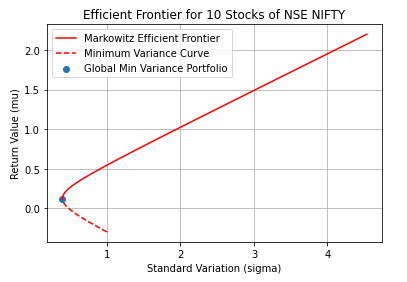 Efficient Frontier for 10 Stocks of NSE NIFTY
Markowitz Efficient Frontier
Minimum Variance Curve
Global Min Variance Portfolio
Return Value (mu)
2.0
1.5
1.0
0.5
0.0
1 2 3 4
Standard Variation (sigma)